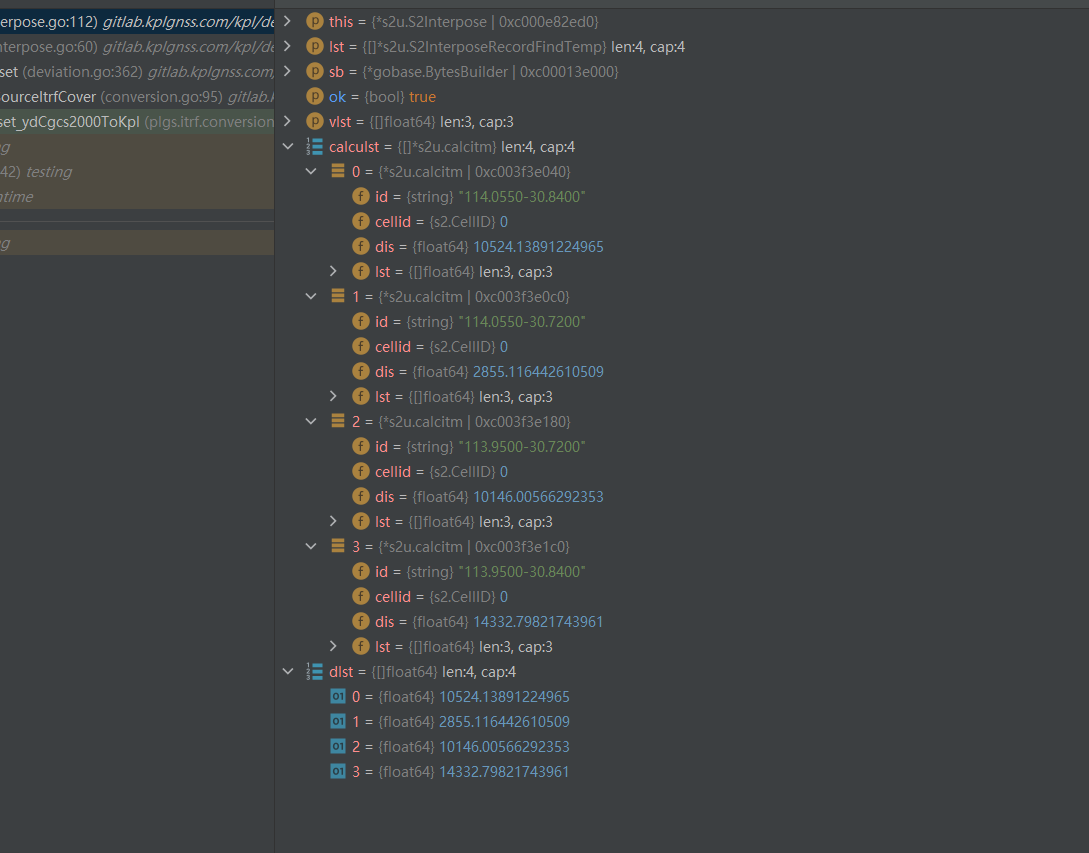 erpose.go:112) gitlab.kplgnss.com/kpl/de
nterpose.go:60) gitlab.kplgnss.com/kpl/de
set (deviation.go:362) gitlab.kplgnss.com
ourceItrfCover (conversion.go:95) gitlab.k
set_ydCgcs2000ToKpl (plgs.itrf.conversion
g
42) testing
ntime
g
this = {*s2u.S2Interpose | 0xc000e82ed0}
lst = {[]*s2u.S2InterposeRecordFindTemp} len:4, cap:4
sb = {*gobase.BytesBuilder | 0xc00013e000}
ok = {bool} true
vlst = {[]float64} len:3, cap:3
calculst = {[]*s2u.calcitm} len:4, cap:4
0 = {*s2u.calcitm | 0xc003f3e040}
id = {string} "114.0550-30.8400"
cellid = {s2.CellID} 0
dis = {float64} 10524.13891224965
lst = {[]float64} len:3, cap:3
1 = {*s2u.calcitm | 0xc003f3e0c0}
id = {string} "114.0550-30.7200"
cellid = {s2.CellID} 0
dis = {float64} 2855.116442610509
lst = {[]float64} len:3, cap:3
2 = {*s2u.calcitm | 0xc003f3e180}
id = {string} "113.9500-30.7200"
cellid = {s2.CellID} 0
dis = {float64} 10146.00566292353
lst = {[]float64} len:3, cap:3
3 = {*s2u.calcitm | 0xc003f3e1c0}
id = {string} "113.9500-30.8400"
cellid = {s2.CellID} 0
dis = {float64} 14332.79821743961
lst = {[]float64} len:3, cap:3
dlst = {[]float64} len:4, cap:4
0 = {float64} 10524.13891224965
1 = {float64} 2855.116442610509
2 = {float64} 10146.00566292353
3 = {float64} 14332.79821743961